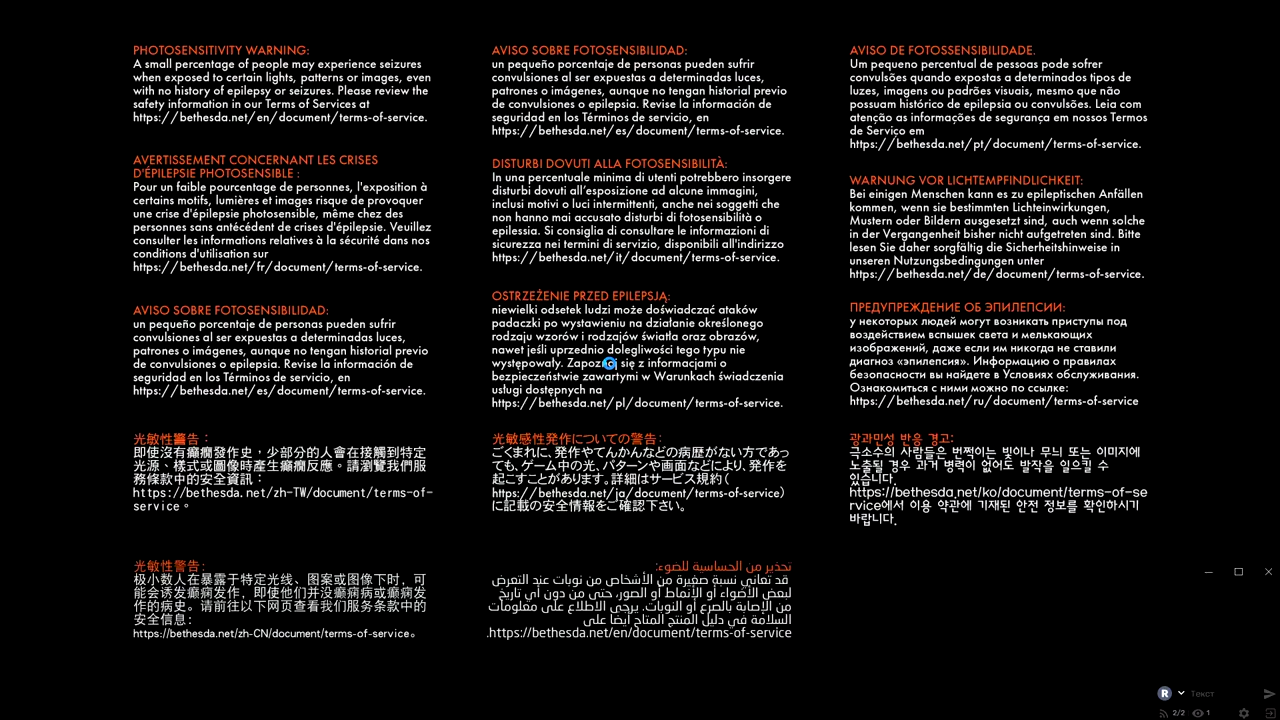 PHOTOSENSITIVITY WARNING:
A small percentage of people may experience seizures
when exposed to certain lights, patterns or images, even
with no history of epilepsy or seizures. Please review the
safety information in our Terms of Services at
https://bethesda.net/en/document/terms-of-service.
AVISO SOBRE FOTOSENSIBILIDAD:
un pequeño porcentaje de personas pueden sufrir
convulsiones al ser expuestas a determinadas luces,
patrones o imágenes, aunque no tengan historial previo
de convulsiones o epilepsia. Revise la información de
seguridad en los Términos de servicio, en
https://bethesda.net/es/document/terms-of-service.
AVISO DE FOTOSSENSIBILIDADE.
Um pequeno percentual de pessoas pode sofrer
convulsões quando expostas a determinados tipos de
luzes, imagens ou padrões visuais, mesmo que não
possuam histórico de epilepsia ou convulsões. Leia com
atenção as informações de segurança em nossos Termos
de Serviço em
https://bethesda.net/pt/document/terms-of-service.
AVERTISSEMENT CONCERNANT LES CRISES
D'ÉPILEPSIE PHOTOSENSIBLE :
Pour un faible pourcentage de personnes, l'exposition à
certains motifs, lumières et images risque de provoquer
une crise d'épilepsie photosensible, même chez des
personnes sans antécédent de crises d'épilepsie. Veuillez
consulter les informations relatives à la sécurité dans nos
conditions d'utilisation sur
https://bethesda.net/fr/document/terms-of-service.
DISTURBI DOVUTI ALLA FOTOSENSIBILITÀ:
In una percentuale minima di utenti potrebbero insorgere
disturbi dovuti all'esposizione ad alcune immagini,
inclusi motivi o luci intermittenti, anche nei soggetti che
non hanno mai accusato disturbi di fotosensibilità o
epilessia. Si consiglia di consultare le informazioni di
sicurezza nei termini di servizio, disponibili all'indirizzo
https://bethesda.net/it/document/terms-of-service.
WARNUNG VOR LICHTEMPFINDLICHKEIT:
Bei einigen Menschen kann es zu epileptischen Anfällen
kommen, wenn sie bestimmten Lichteinwirkungen,
Mustern oder Bildern ausgesetzt sind, auch wenn solche
in der Vergangenheit bisher nicht aufgetreten sind. Bitte
lesen Sie daher sorgfältig die Sicherheitshinweise in
unseren Nutzungsbedingungen unter
https://bethesda.net/de/document/terms-of-service.
AVISO SOBRE FOTOSENSIBILIDAD:
un pequeño porcentaje de personas pueden sufrir
convulsiones al ser expuestas a determinadas luces,
patrones o imágenes, aunque no tengan historial previo
de convulsiones o epilepsia. Revise la información de
seguridad en los Términos de servicio, en
https://bethesda.net/es/document/terms-of-service.
OSTRZEŻENIE PRZED EPILEPSJĄ:
niewielki odsetek ludzi może doświadczać ataków
padaczki po wystawieniu na działanie określonego
rodzaju wzorów i rodzajów światła oraz obrazów,
nawet jeśli uprzednio dolegliwości tego typu nie
występowały. Zapoznaj się z informacjami o
bezpieczeństwie zawartymi w Warunkach świadczenia
usługi dostępnych na
https://bethesda.net/pl/document/terms-of-service.
ПРЕДУПРЕЖДЕНИЕ ОБ ЭПИЛЕПСИИ:
у некоторых людей могут возникать приступы под
воздействием вспышек света и мелькающих
изображений, даже если им никогда не ставили
диагноз «эпилепсия». Информацию о правилах
безопасности вы найдете в Условиях обслуживания.
Ознакомиться с ними можно по ссылке:
https://bethesda.net/ru/document/terms-of-service
光敏性警告：
即使沒有癲癇發作史，少部分的人會在接觸到特定
光源、樣式或圖像時產生癲癇反應。請瀏覽我們服
務條款中的安全資訊：
https://bethesda.net/zh-TW/document/terms-of-
service。
光敏感性発作についての警告:
ごくまれに、発作やてんかんなどの病歴がない方であっ
ても、ゲーム中の光、パターンや画面などにより、発作を
起こすことがあります。詳細はサービス規約（
https://bethesda.net/ja/document/terms-of-service）
に記載の安全情報をご確認下さい。
광과민성 반응 경고:
극소수의 사람들은 번쩍이는 빛이나 무늬 또는 이미지에
노출될 경우 과거 병력이 없어도 발작을 일으킬 수
있습니다.
https://bethesda.net/ko/document/terms-of-se
rvice에서 이용 약관에 기재된 안전 정보를 확인하시기
바랍니다.
光敏性警告:
极小数人在暴露于特定光线、图案或图像下时，可
能会诱发癫痫发作，即使他们并没癫痫病或癫痫发
作的病史。请前往以下网页查看我们服务条款中的
安全信息:
https://bethesda.net/zh-CN/document/terms-of-service。
تحذير من الحساسية للضوء:
قد تعاني نسبة صغيرة من الأشخاص من نوبات عند التعرض
لبعض الأضواء أو الأنماط أو الصور، حتى من دون أي تاريخ
من الإصابة بالصرع أو النوبات. يرجى الاطلاع على معلومات
السلامة في دليل المنتج المتاح أيضا على
https://bethesda.net/en/document/terms-of-service.
R Текст
2/2 1